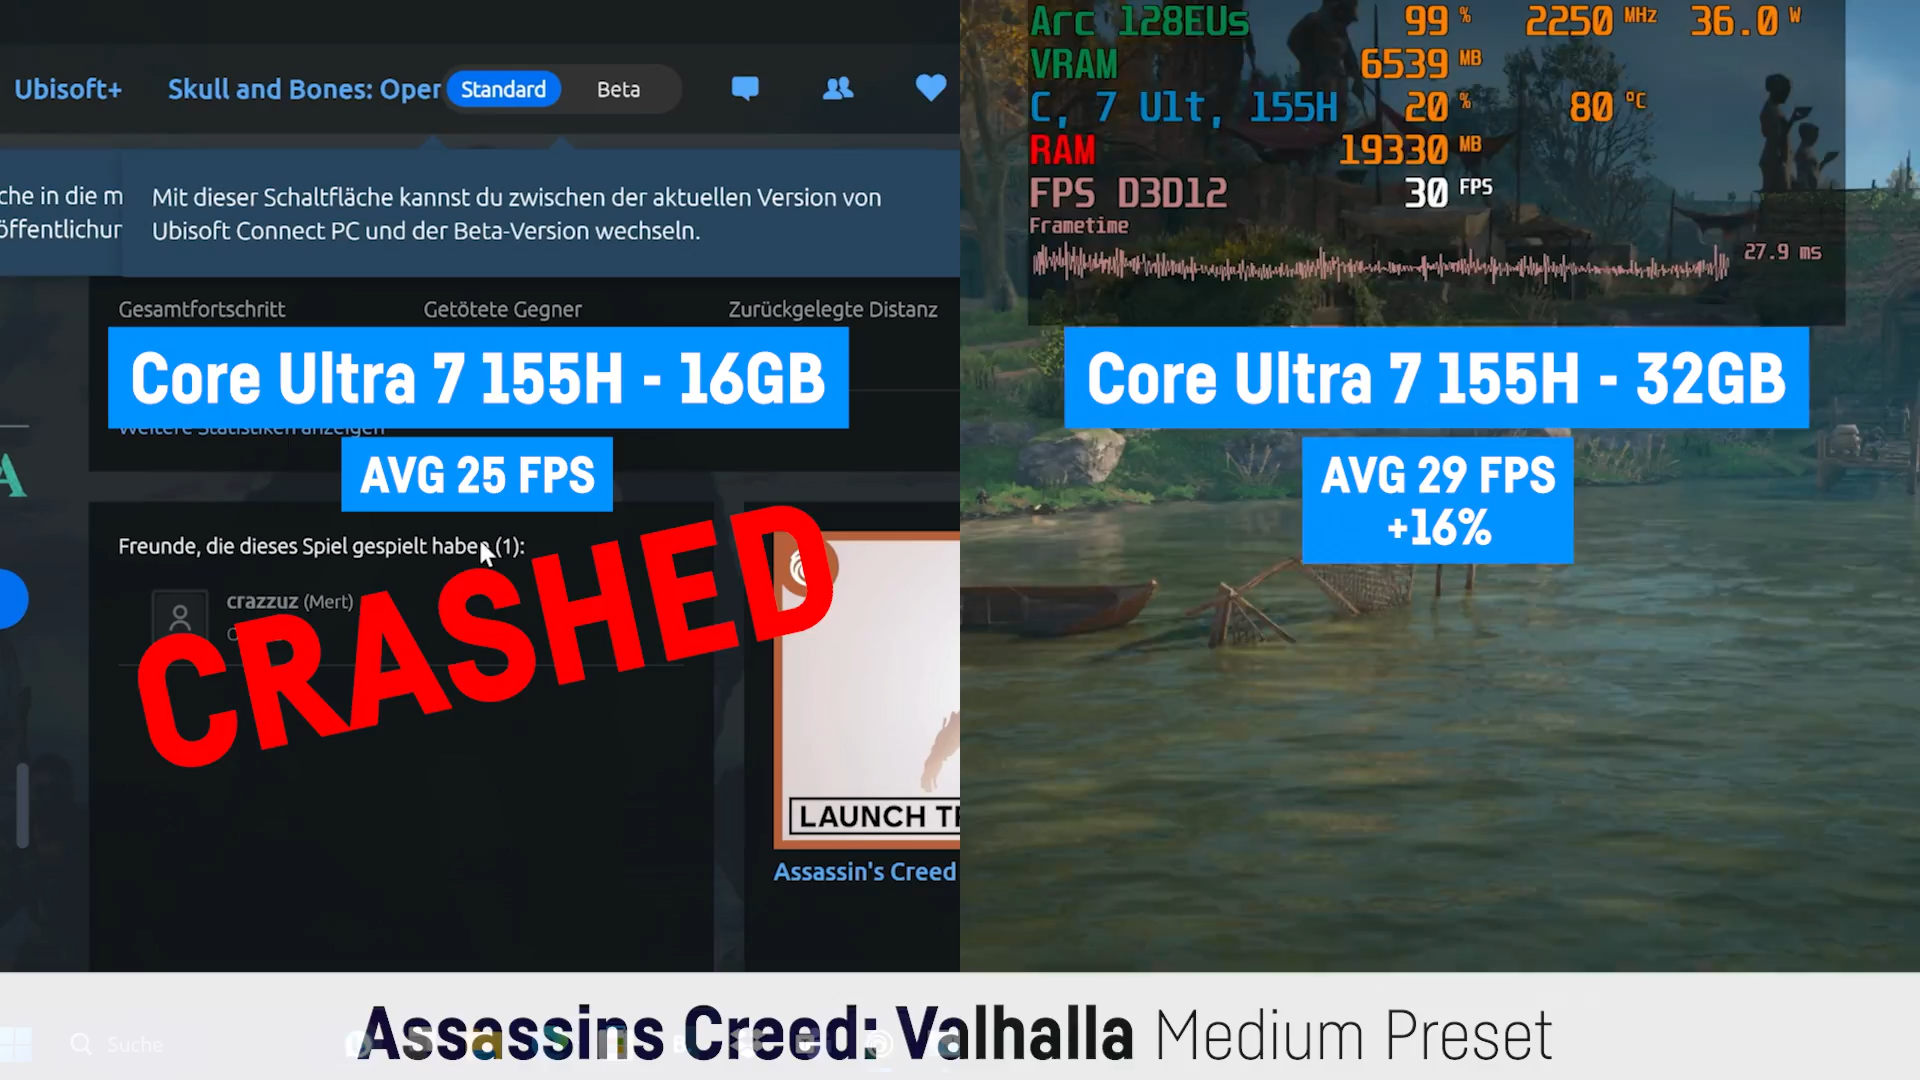 Ubisoft+
Skull and Bones: Oper
Standard
Beta
che in die m
öffentlichur
Mit dieser Schaltfläche kannst du zwischen der aktuellen Version von
Ubisoft Connect PC und der Beta-Version wechseln.
Gesamtfortschritt
Getötete Gegner
Zurückgelegte Distanz
Core Ultra 7 155H - 16GB
Weitere Statistiken anzeigen
AVG 25 FPS
A
Freunde, die dieses Spiel gespielt haben (1):
crazzuz (Mert)
CRASHED
LAUNCH T
Assassin's Creed
Arc 128EUs 99 % 2250 MHz 36.0 W
VRAM 6539 MB
C, 7 Ult, 155H 20 % 80 °C
RAM 19330 MB
FPS D3D12 30 FPS
Frametime
27.9 ms
Core Ultra 7 155H - 32GB
AVG 29 FPS
+16%
Suche
Assassins Creed: Valhalla Medium Preset